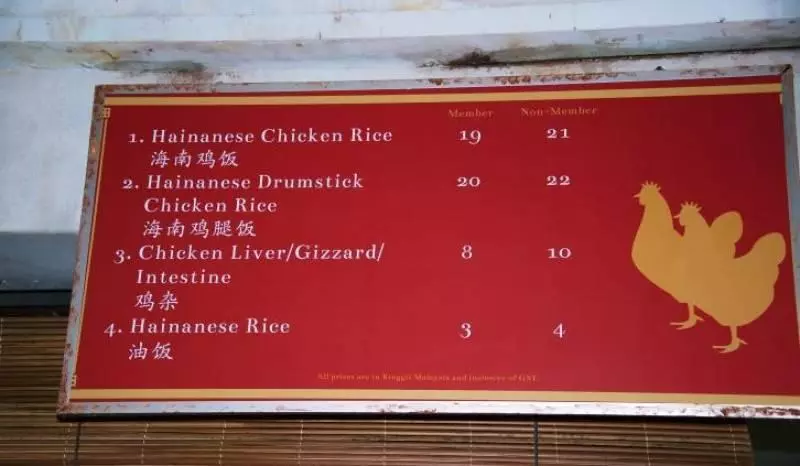 Member Non-Member
1. Hainanese Chicken Rice 19 21
海南鸡饭
2. Hainanese Drumstick 20 22
Chicken Rice
海南鸡腿饭
3. Chicken Liver/Gizzard/ 8 10
Intestine
鸡杂
4. Hainanese Rice 3 4
油饭
All prices are in Ringgit Malaysia and inclusive of GST.